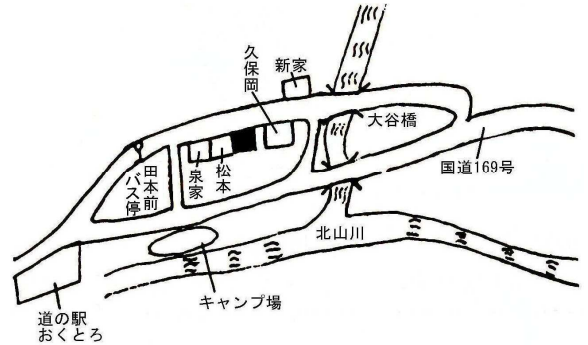 久保岡
新家
大谷橋
国道169号
泉家
松本
田本前
バス停
北山川
キャンプ場
道の駅
おくとろ